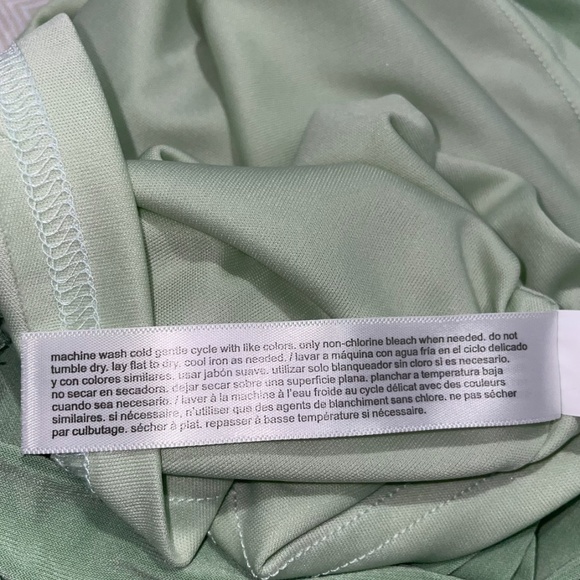 machine wash cold gentle cycle with like colors. only non-chlorine bleach when needed. do not
tumble dry. lay flat to dry. cool iron as needed. / lavar a máquina con agua fría en el ciclo delicado
y con colores similares. usar jabón suave. utilizar solo blanqueador sin cloro si es necesario.
no secar en secadora. dejar secar sobre una superficie plana. planchar a temperatura baja
cuando sea necesario. / laver à la machine à l'eau froide au cycle délicat avec des couleurs
similaires. si nécessaire, n'utiliser que des agents de blanchiment sans chlore. ne pas sécher
par culbutage. sécher à plat. repasser à basse température si nécessaire.